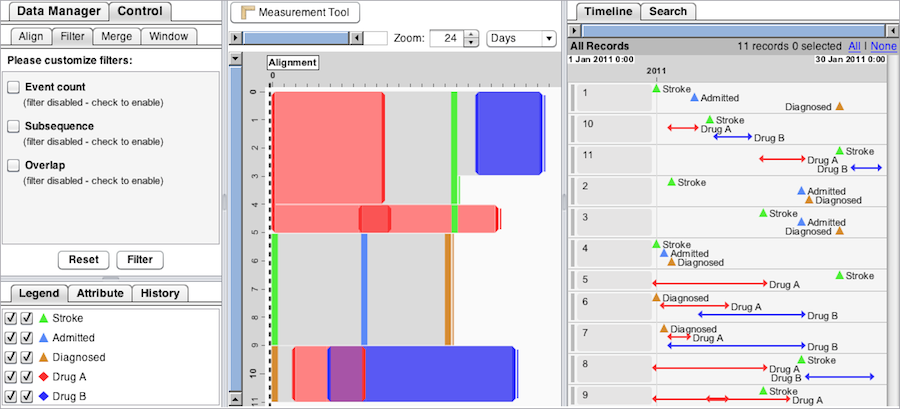 Data Manager Control
Align Filter Merge Window
Please customize filters:
Event count
(filter disabled - check to enable)
Subsequence
(filter disabled - check to enable)
Overlap
(filter disabled - check to enable)
Reset Filter
Legend Attribute History
Stroke
Admitted
Diagnosed
Drug A
Drug B
Measurement Tool
Zoom: 24 Days
Alignment
0
0
1
2
3
4
5
6
7
8
9
10
11
Timeline Search
All Records 11 records 0 selected All | None
1 Jan 2011 0:00 30 Jan 2011 0:00
2011
1 Stroke
Admitted
Diagnosed
10 Stroke
Drug A
Drug B
11 Stroke
Drug A
Drug B
2 Stroke
Admitted
Diagnosed
3 Stroke
Admitted
Diagnosed
4 Stroke
Admitted
Diagnosed
5 Stroke
Drug A
6 Diagnosed
Drug A
Drug B
7 Diagnosed
Drug A
Drug B
8 Stroke
Drug A
Drug B
9 Stroke
Drug A